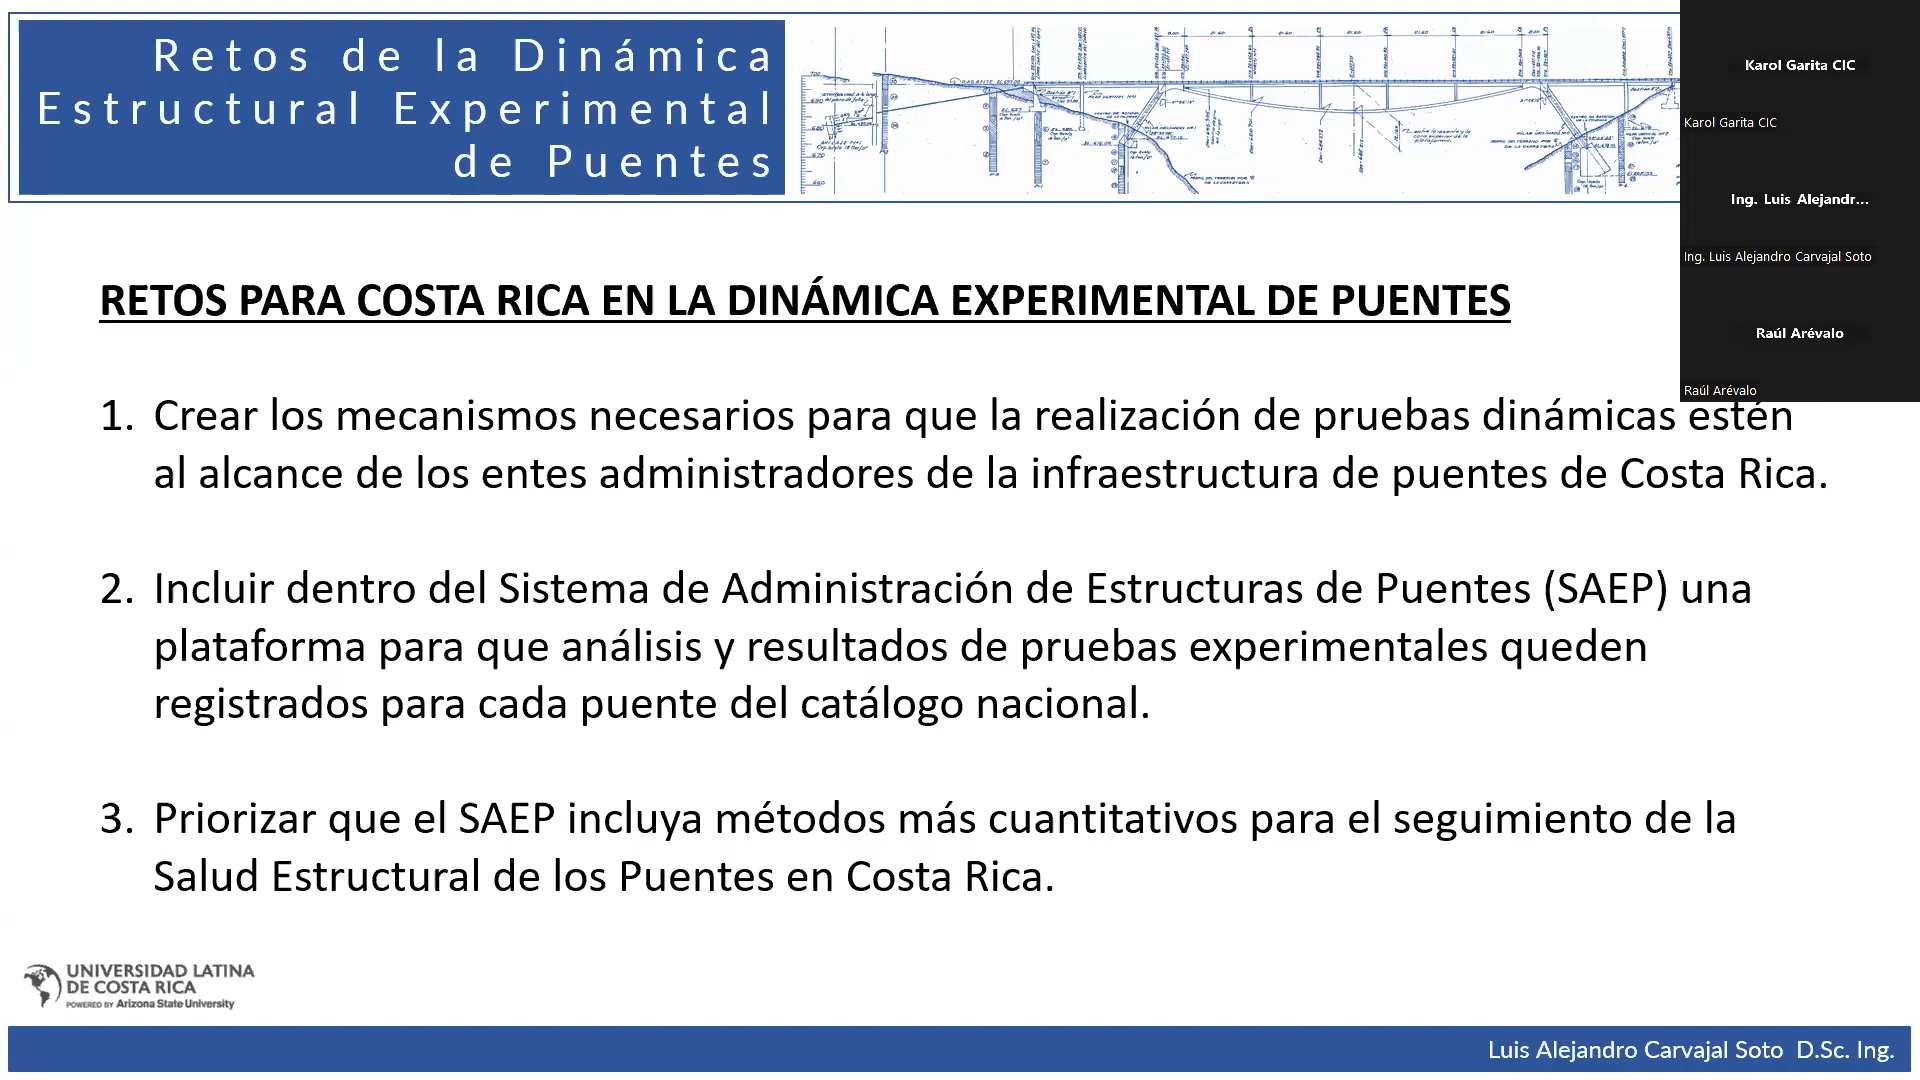 Retos de la Dinámica
Estructural Experimental
de Puentes
Karol Garita CIC
Karol Garita CIC
Ing. Luis Alejandr...
Ing. Luis Alejandro Carvajal Soto
Raúl Arévalo
Raúl Arévalo
RETOS PARA COSTA RICA EN LA DINÁMICA EXPERIMENTAL DE PUENTES
1. Crear los mecanismos necesarios para que la realización de pruebas dinámicas estén
al alcance de los entes administradores de la infraestructura de puentes de Costa Rica.
2. Incluir dentro del Sistema de Administración de Estructuras de Puentes (SAEP) una
plataforma para que análisis y resultados de pruebas experimentales queden
registrados para cada puente del catálogo nacional.
3. Priorizar que el SAEP incluya métodos más cuantitativos para el seguimiento de la
Salud Estructural de los Puentes en Costa Rica.
UNIVERSIDAD LATINA
DE COSTA RICA
POWERED BY Arizona State University
Luis Alejandro Carvajal Soto D.Sc. Ing.